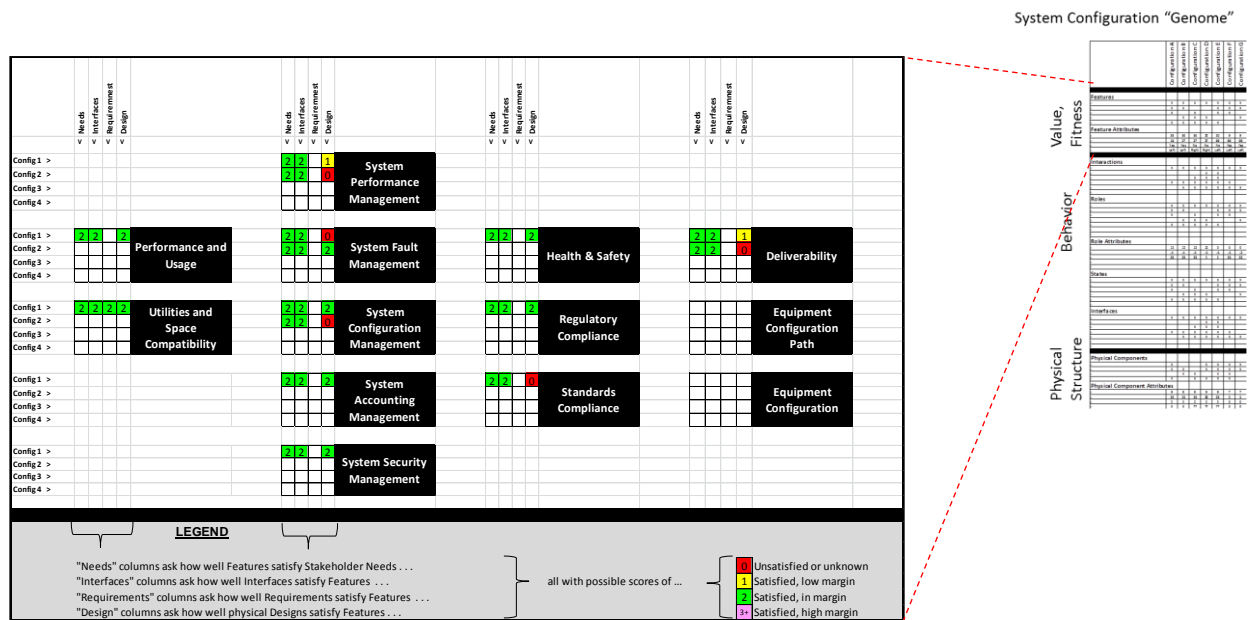 System Configuration "Genome"
Needs
Interfaces
Requiremnest
Design
Needs
Interfaces
Requiremnest
Design
Needs
Interfaces
Requiremnest
Design
Needs
Interfaces
Requiremnest
Design
< < < <
< < < <
< < < <
< < < <
Config 1 >
Config 2 >
Config 3 >
Config 4 >
2 2 1
2 2 0
System
Performance
Management
Config 1 >
Config 2 >
Config 3 >
Config 4 >
2 2 2
Performance and
Usage
2 2 0
2 2 2
System Fault
Management
2 2 2
Health & Safety
2 2 1
2 2 0
Deliverability
Config 1 >
Config 2 >
Config 3 >
Config 4 >
2 2 2 2
Utilities and
Space
Compatibility
2 2 2
2 2 0
System
Configuration
Management
2 2 2
Regulatory
Compliance
Equipment
Configuration
Path
Config 1 >
Config 2 >
Config 3 >
Config 4 >
2 2 2
System
Accounting
Management
2 2 0
Standards
Compliance
Equipment
Configuration
Config 1 >
Config 2 >
Config 3 >
Config 4 >
2 2 2
System Security
Management
LEGEND
"Needs" columns ask how well Features satisfy Stakeholder Needs . . .
"Interfaces" columns ask how well Interfaces satisfy Features . . .
"Requirements" columns ask how well Requirements satisfy Features . . .
"Design" columns ask how well physical Designs satisfy Features . . .
all with possible scores of ...
0 Unsatisfied or unknown
1 Satisfied, low margin
2 Satisfied, in margin
3+ Satisfied, high margin
Value,
Fitness
Behavior
Physical
Structure
Configuration A
Configuration B
Configuration C
Configuration D
Configuration E
Configuration F
Configuration G
Features
Feature Attributes
Interactions
Roles
Role Attributes
States
Interfaces
Physical Components
Physical Component Attributes